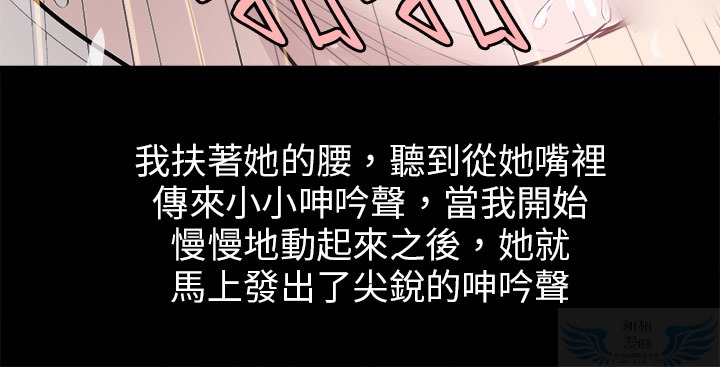 我扶著她的腰，聽到從她嘴裡
傳來小小呻吟聲，當我開始
慢慢地動起來之後，她就
馬上發出了尖銳的呻吟聲